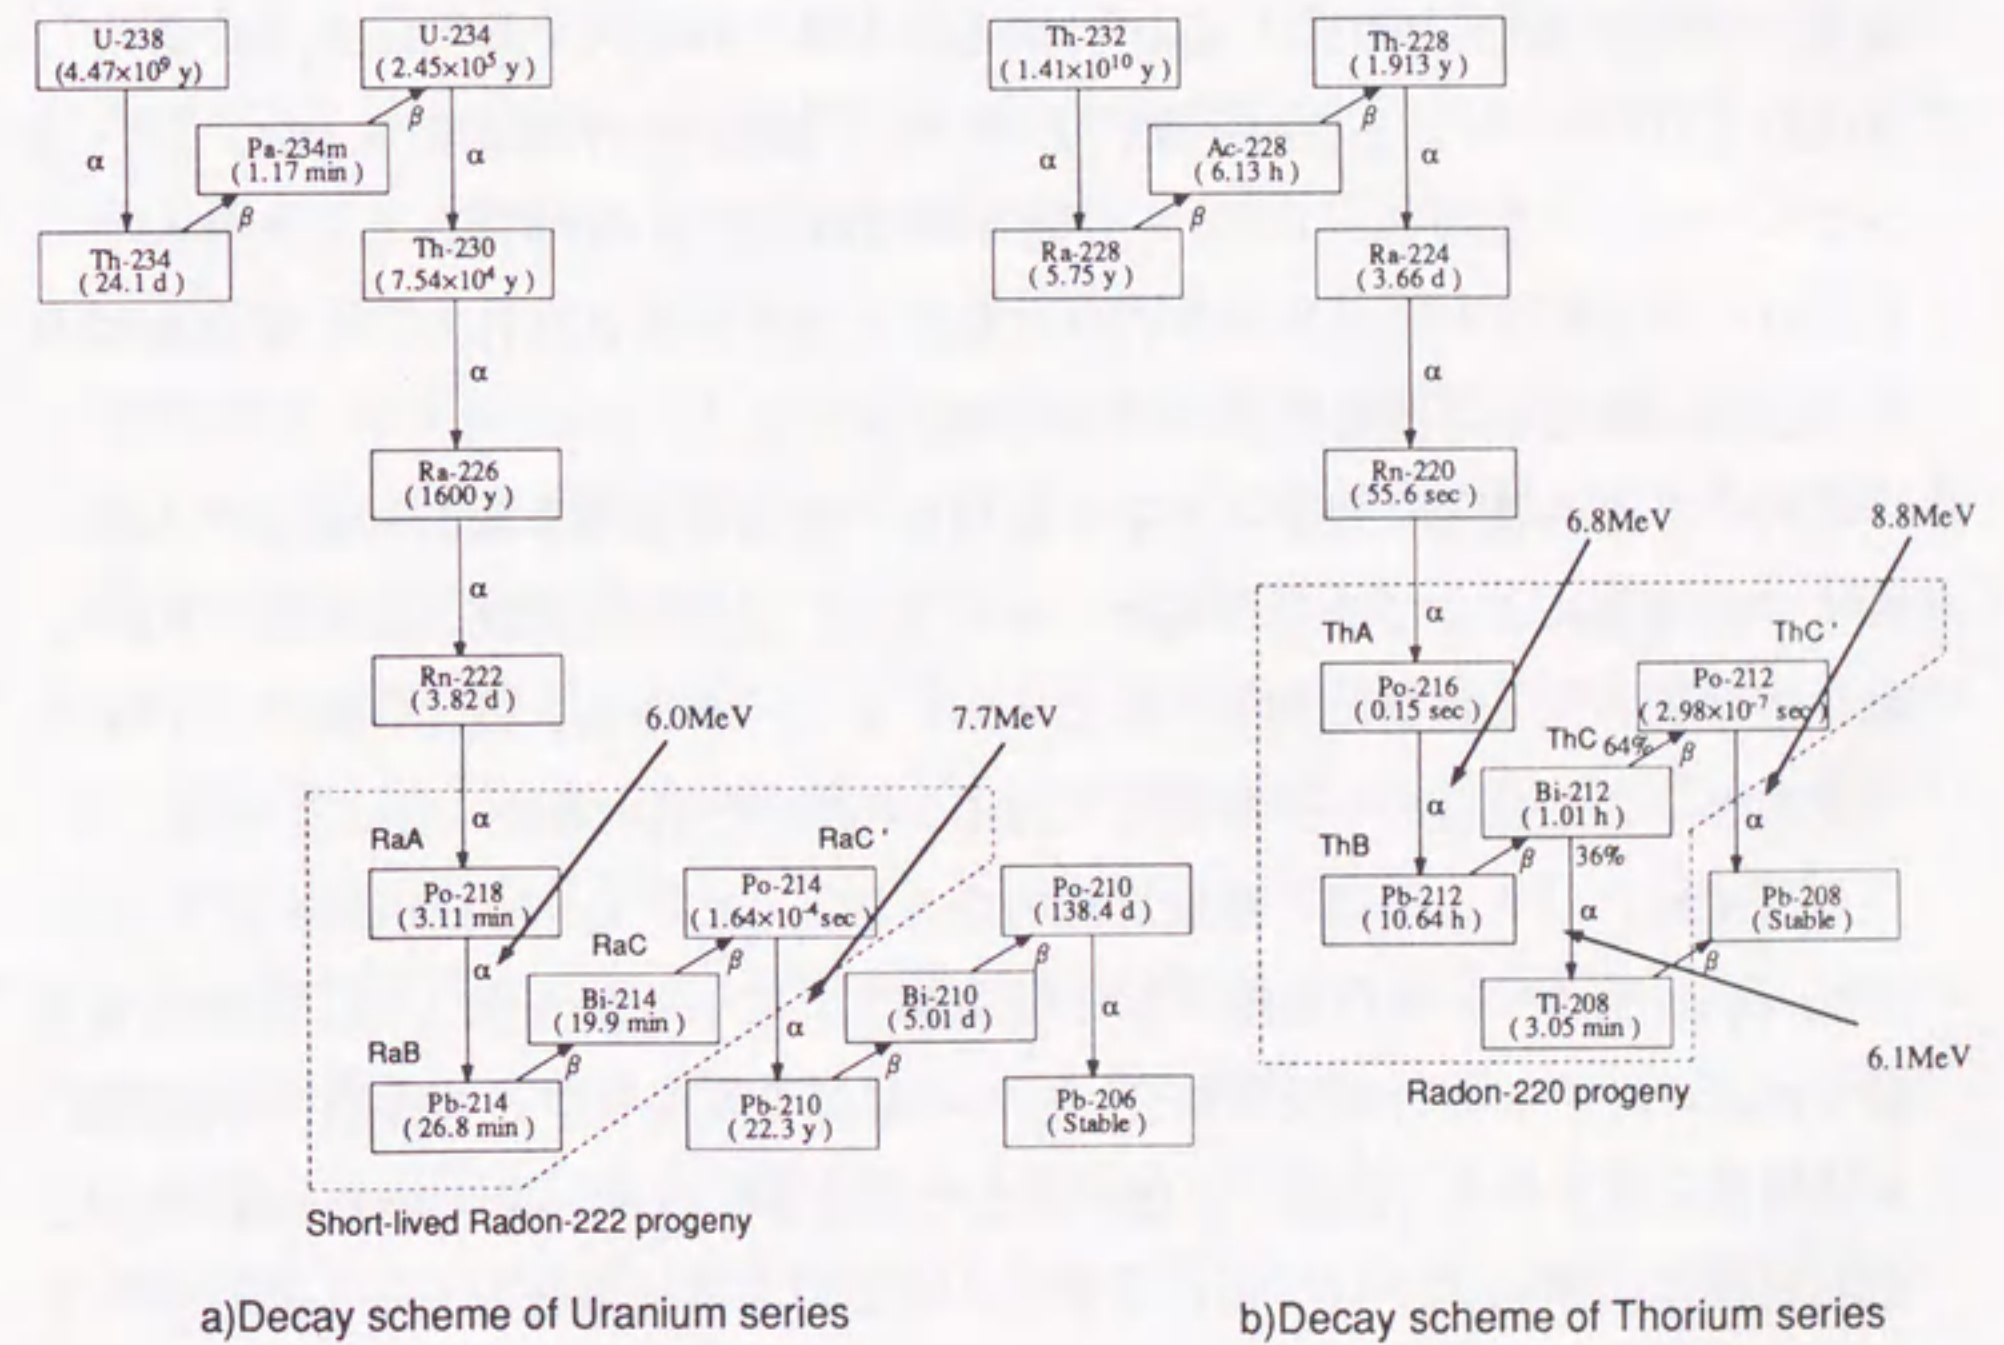 U-238
(4.47×10⁹ y)
α
Th-234
(24.1 d)
β
Pa-234m
(1.17 min)
β
U-234
(2.45×10⁵ y)
α
Th-230
(7.54×10⁴ y)
α
Ra-226
(1600 y)
α
Rn-222
(3.82 d)
α
6.0MeV
7.7MeV
RaA
Po-218
(3.11 min)
α
RaB
Pb-214
(26.8 min)
β
RaC
Bi-214
(19.9 min)
β
RaC'
Po-214
(1.64×10⁻⁴ sec)
α
Pb-210
(22.3 y)
β
Bi-210
(5.01 d)
β
Po-210
(138.4 d)
α
Pb-206
(Stable)
Short-lived Radon-222 progeny
a)Decay scheme of Uranium series
Th-232
(1.41×10¹⁰ y)
α
Ra-228
(5.75 y)
β
Ac-228
(6.13 h)
β
Th-228
(1.913 y)
α
Ra-224
(3.66 d)
α
Rn-220
(55.6 sec)
α
6.8MeV
8.8MeV
ThA
Po-216
(0.15 sec)
α
ThB
Pb-212
(10.64 h)
β
ThC
Bi-212
(1.01 h)
64%
β
ThC'
Po-212
(2.98×10⁻⁷ sec)
α
36%
α
Tl-208
(3.05 min)
β
Pb-208
(Stable)
6.1MeV
Radon-220 progeny
b)Decay scheme of Thorium series